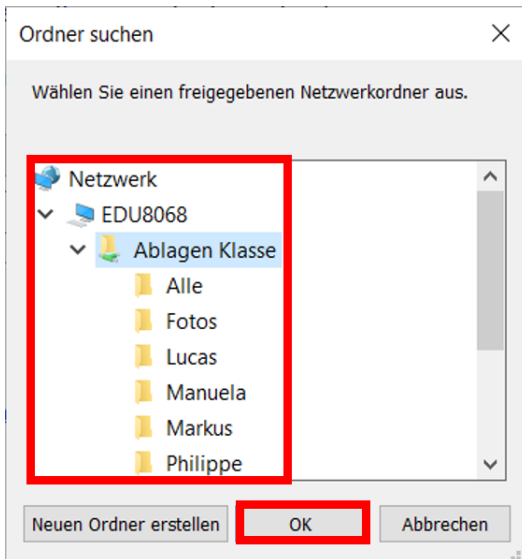 Ordner suchen
Wählen Sie einen freigegebenen Netzwerkordner aus.
Netzwerk
EDU8068
Ablagen Klasse
Alle
Fotos
Lucas
Manuela
Markus
Philippe
Neuen Ordner erstellen OK Abbrechen